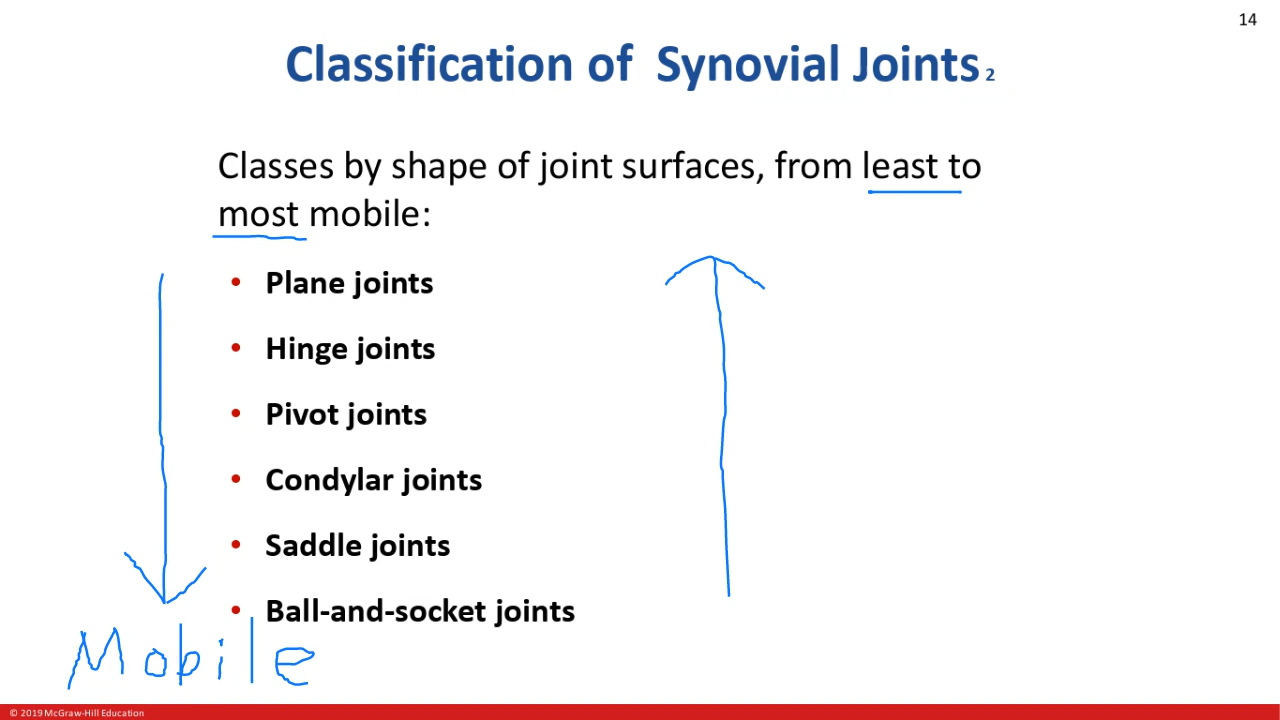 14
Classification of Synovial Joints 2
Classes by shape of joint surfaces, from least to
most mobile:
• Plane joints
• Hinge joints
• Pivot joints
• Condylar joints
• Saddle joints
• Ball-and-socket joints
Mobile
© 2019 McGraw-Hill Education